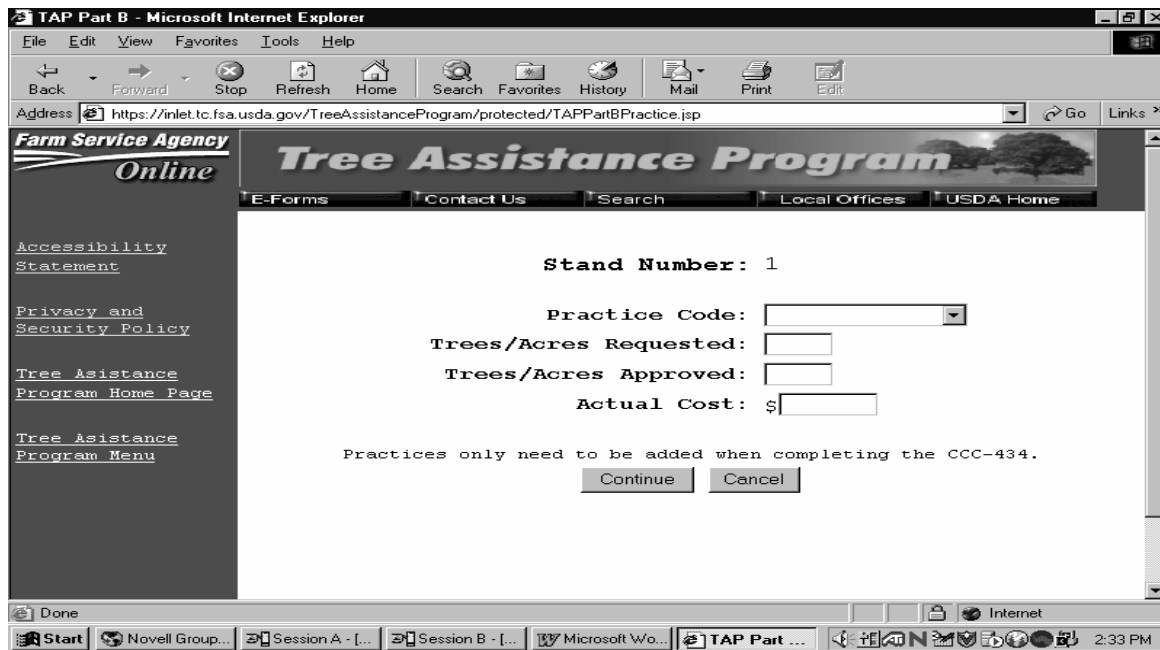 TAP Part B - Microsoft Internet Explorer
File Edit View Favorites Tools Help
Back Forward Stop Refresh Home Search Favorites History Mail Print Edit
Address https://inlet.tc.fsa.usda.gov/TreeAssistanceProgram/protected/TAPPartBPractice.jsp Go Links »
Farm Service Agency
Online
Tree Assistance Program
E-Forms Contact Us Search Local Offices USDA Home
Accessibility
Statement
Privacy and
Security Policy
Tree Asistance
Program Home Page
Tree Asistance
Program Menu
Stand Number: 1
Practice Code:
Trees/Acres Requested:
Trees/Acres Approved:
Actual Cost: $
Practices only need to be added when completing the CCC-434.
Continue Cancel
Done Internet
Start Novell Group... Session A - [... Session B - [... Microsoft Wo... TAP Part ... 2:33 PM